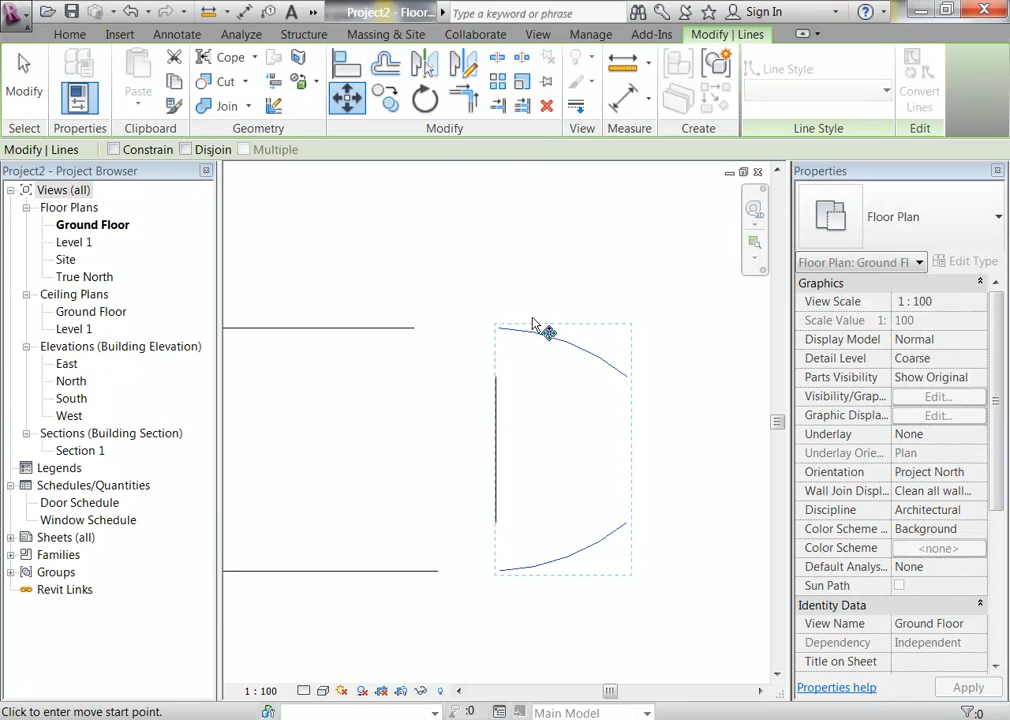 Project2 - Floor...
Type a keyword or phrase
Sign In
Home Insert Annotate Analyze Structure Massing & Site Collaborate View Manage Add-Ins Modify | Lines
Modify
Paste
Cope
Cut
Join
Line Style:
Convert Lines
Select Properties Clipboard Geometry Modify View Measure Create Line Style Edit
Modify | Lines Constrain Disjoin Multiple
Project2 - Project Browser
Views (all)
Floor Plans
Ground Floor
Level 1
Site
True North
Ceiling Plans
Ground Floor
Level 1
Elevations (Building Elevation)
East
North
South
West
Sections (Building Section)
Section 1
Legends
Schedules/Quantities
Door Schedule
Window Schedule
Sheets (all)
Families
Groups
Revit Links
2D
1 : 100
Properties
Floor Plan
Floor Plan: Ground Fl Edit Type
Graphics
View Scale 1 : 100
Scale Value 1: 100
Display Model Normal
Detail Level Coarse
Parts Visibility Show Original
Visibility/Grap... Edit...
Graphic Displa... Edit...
Underlay None
Underlay Orie... Plan
Orientation Project North
Wall Join Displ... Clean all wall...
Discipline Architectural
Color Scheme ... Background
Color Scheme <none>
Default Analys... None
Sun Path
Identity Data
View Name Ground Floor
Dependency Independent
Title on Sheet
Properties help Apply
Click to enter move start point. :0 Main Model :0